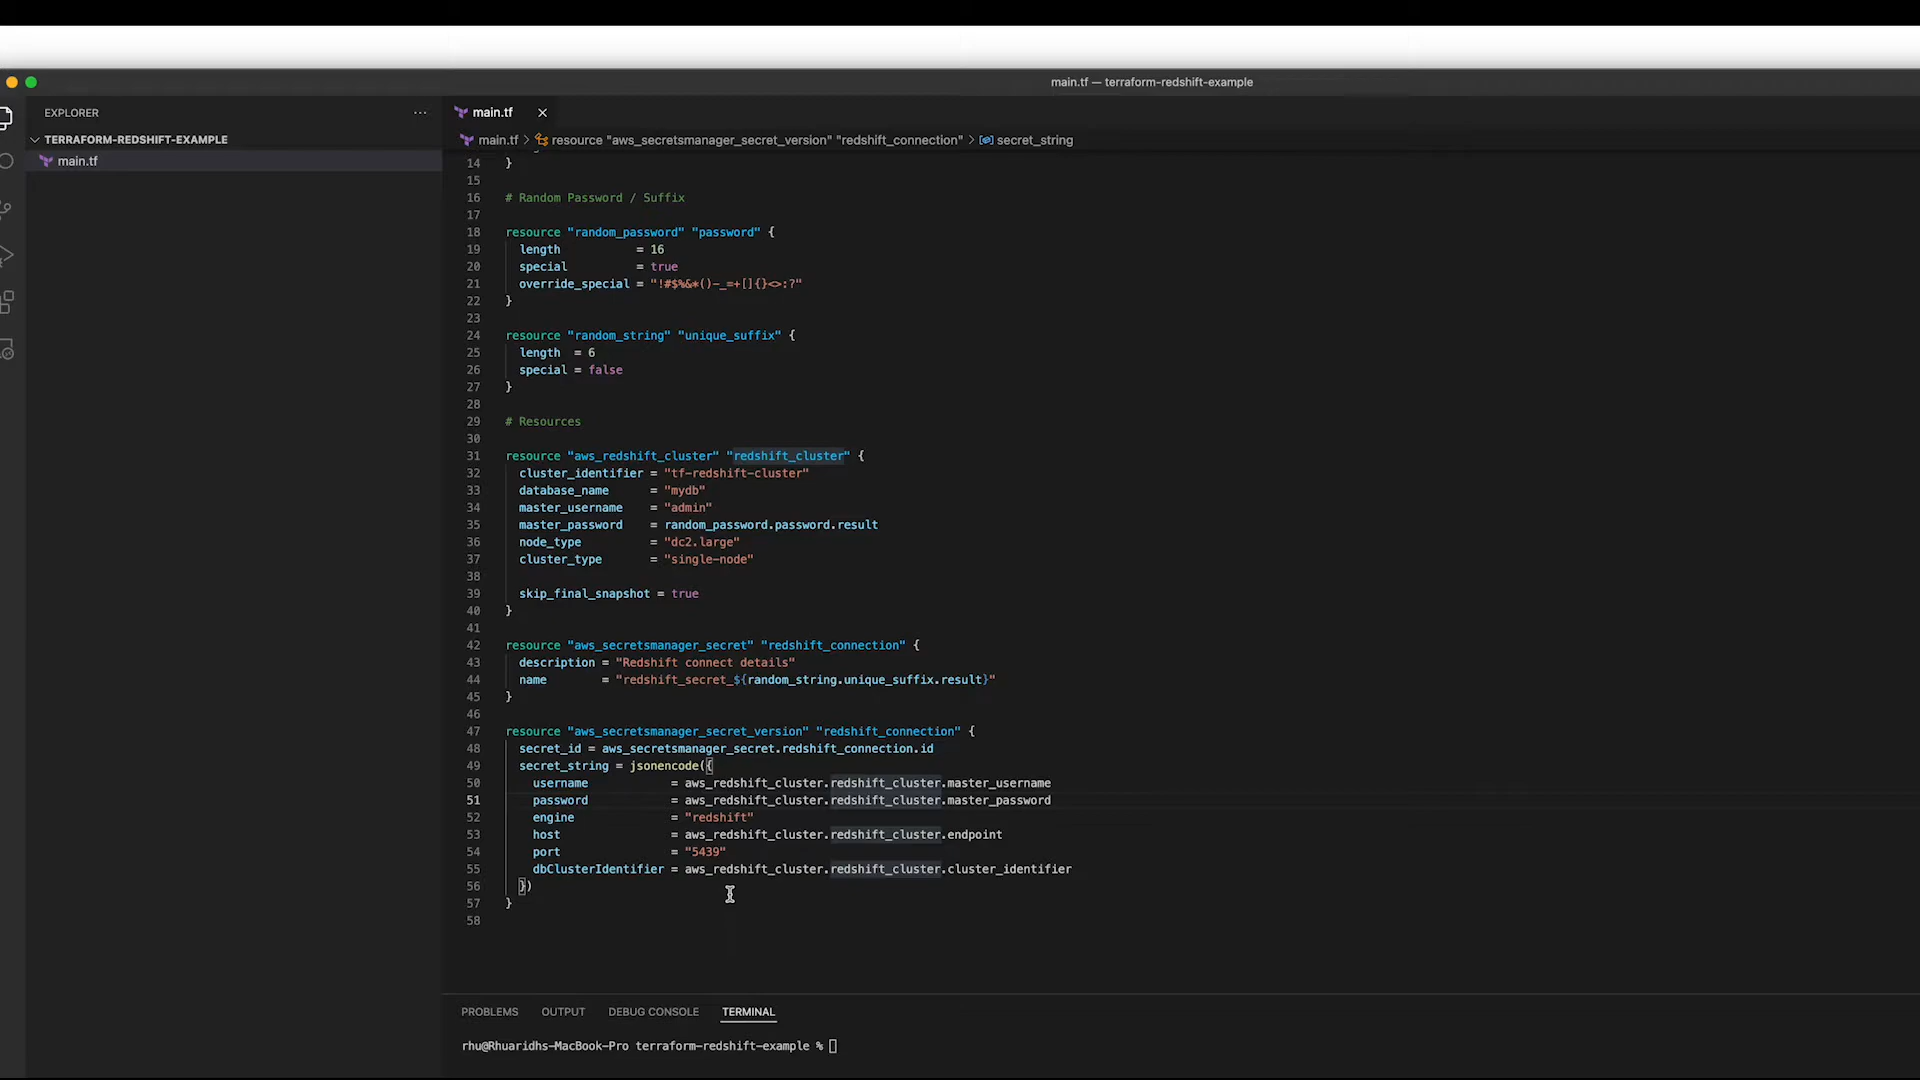 main.tf — terraform-redshift-example
EXPLORER
TERRAFORM-REDSHIFT-EXAMPLE
main.tf
main.tf
main.tf > resource "aws_secretsmanager_secret_version" "redshift_connection" > secret_string
14 }
15
16 # Random Password / Suffix
17
18 resource "random_password" "password" {
19 length = 16
20 special = true
21 override_special = "!#$%&*()-_=+[]{}<>:?"
22 }
23
24 resource "random_string" "unique_suffix" {
25 length = 6
26 special = false
27 }
28
29 # Resources
30
31 resource "aws_redshift_cluster" "redshift_cluster" {
32 cluster_identifier = "tf-redshift-cluster"
33 database_name = "mydb"
34 master_username = "admin"
35 master_password = random_password.password.result
36 node_type = "dc2.large"
37 cluster_type = "single-node"
38
39 skip_final_snapshot = true
40 }
41
42 resource "aws_secretsmanager_secret" "redshift_connection" {
43 description = "Redshift connect details"
44 name = "redshift_secret_${random_string.unique_suffix.result}"
45 }
46
47 resource "aws_secretsmanager_secret_version" "redshift_connection" {
48 secret_id = aws_secretsmanager_secret.redshift_connection.id
49 secret_string = jsonencode({
50 username = aws_redshift_cluster.redshift_cluster.master_username
51 password = aws_redshift_cluster.redshift_cluster.master_password
52 engine = "redshift"
53 host = aws_redshift_cluster.redshift_cluster.endpoint
54 port = "5439"
55 dbClusterIdentifier = aws_redshift_cluster.redshift_cluster.cluster_identifier
56 })
57 }
58
PROBLEMS OUTPUT DEBUG CONSOLE TERMINAL
rhu@Rhuaridhs-MacBook-Pro terraform-redshift-example %